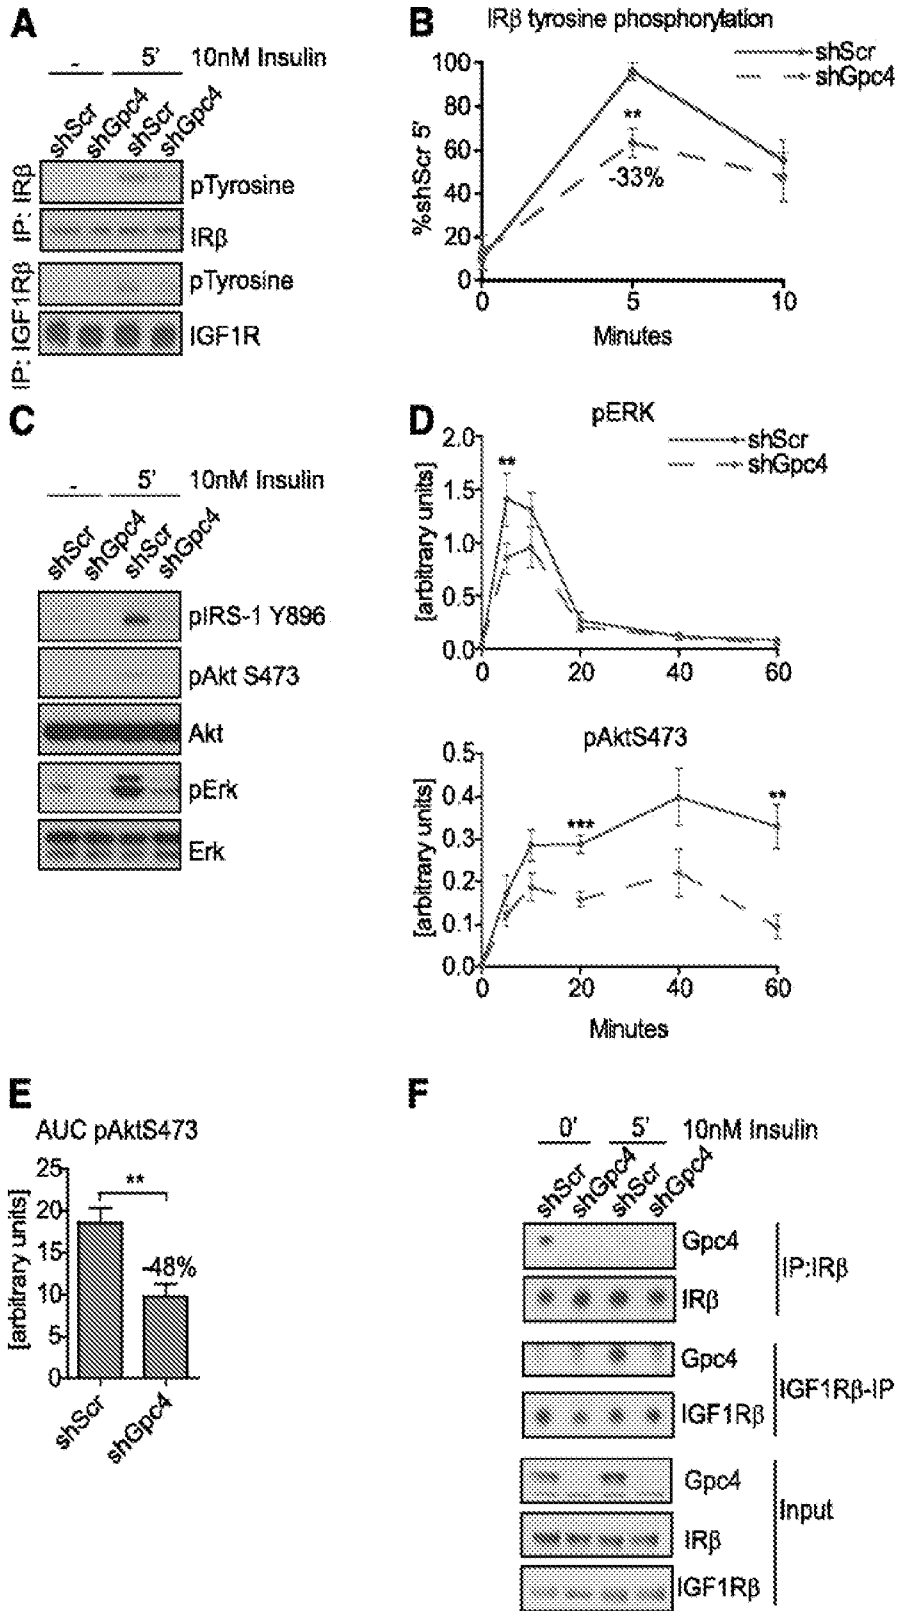 A
- 5' 10nM Insulin
shScr shGpc4 shScr shGpc4
IP: IRβ
pTyrosine
IRβ
IP: IGF1Rβ
pTyrosine
IGF1R
B
IRβ tyrosine phosphorylation
shScr
shGpc4
%shScr 5'
100
80
60
40
20
0
**
-33%
0 5 10
Minutes
C
- 5' 10nM Insulin
shScr shGpc4 shScr shGpc4
pIRS-1 Y896
pAkt S473
Akt
pErk
Erk
D
pERK
shScr
shGpc4
[arbitrary units]
2.0
1.5
1.0
0.5
0.0
**
0 20 40 60
pAktS473
[arbitrary units]
0.5
0.4
0.3
0.2
0.1
0.0
*** **
0 20 40 60
Minutes
E
AUC pAktS473
[arbitrary units]
25
20
15
10
5
0
**
-48%
shScr shGpc4
F
0' 5' 10nM Insulin
shScr shGpc4 shScr shGpc4
Gpc4
IRβ
IP:IRβ
Gpc4
IGF1Rβ
IGF1Rβ-IP
Gpc4
IRβ
IGF1Rβ
Input